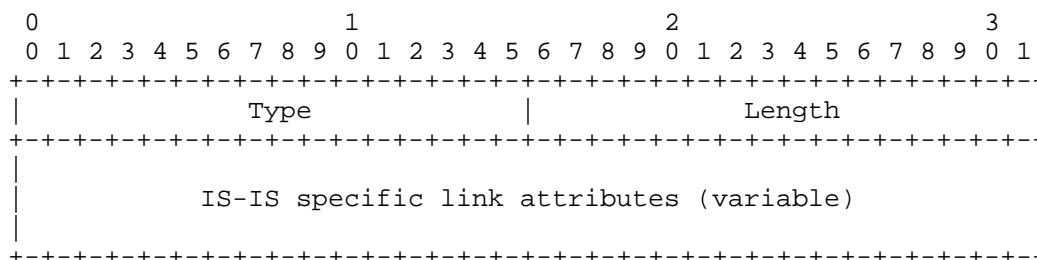 0                   1                   2                   3
 0 1 2 3 4 5 6 7 8 9 0 1 2 3 4 5 6 7 8 9 0 1 2 3 4 5 6 7 8 9 0 1
+-+-+-+-+-+-+-+-+-+-+-+-+-+-+-+-+-+-+-+-+-+-+-+-+-+-+-+-+-+-+-+-
|              Type             |             Length
+-+-+-+-+-+-+-+-+-+-+-+-+-+-+-+-+-+-+-+-+-+-+-+-+-+-+-+-+-+-+-+-
|
|           IS-IS specific link attributes (variable)
|
+-+-+-+-+-+-+-+-+-+-+-+-+-+-+-+-+-+-+-+-+-+-+-+-+-+-+-+-+-+-+-+-